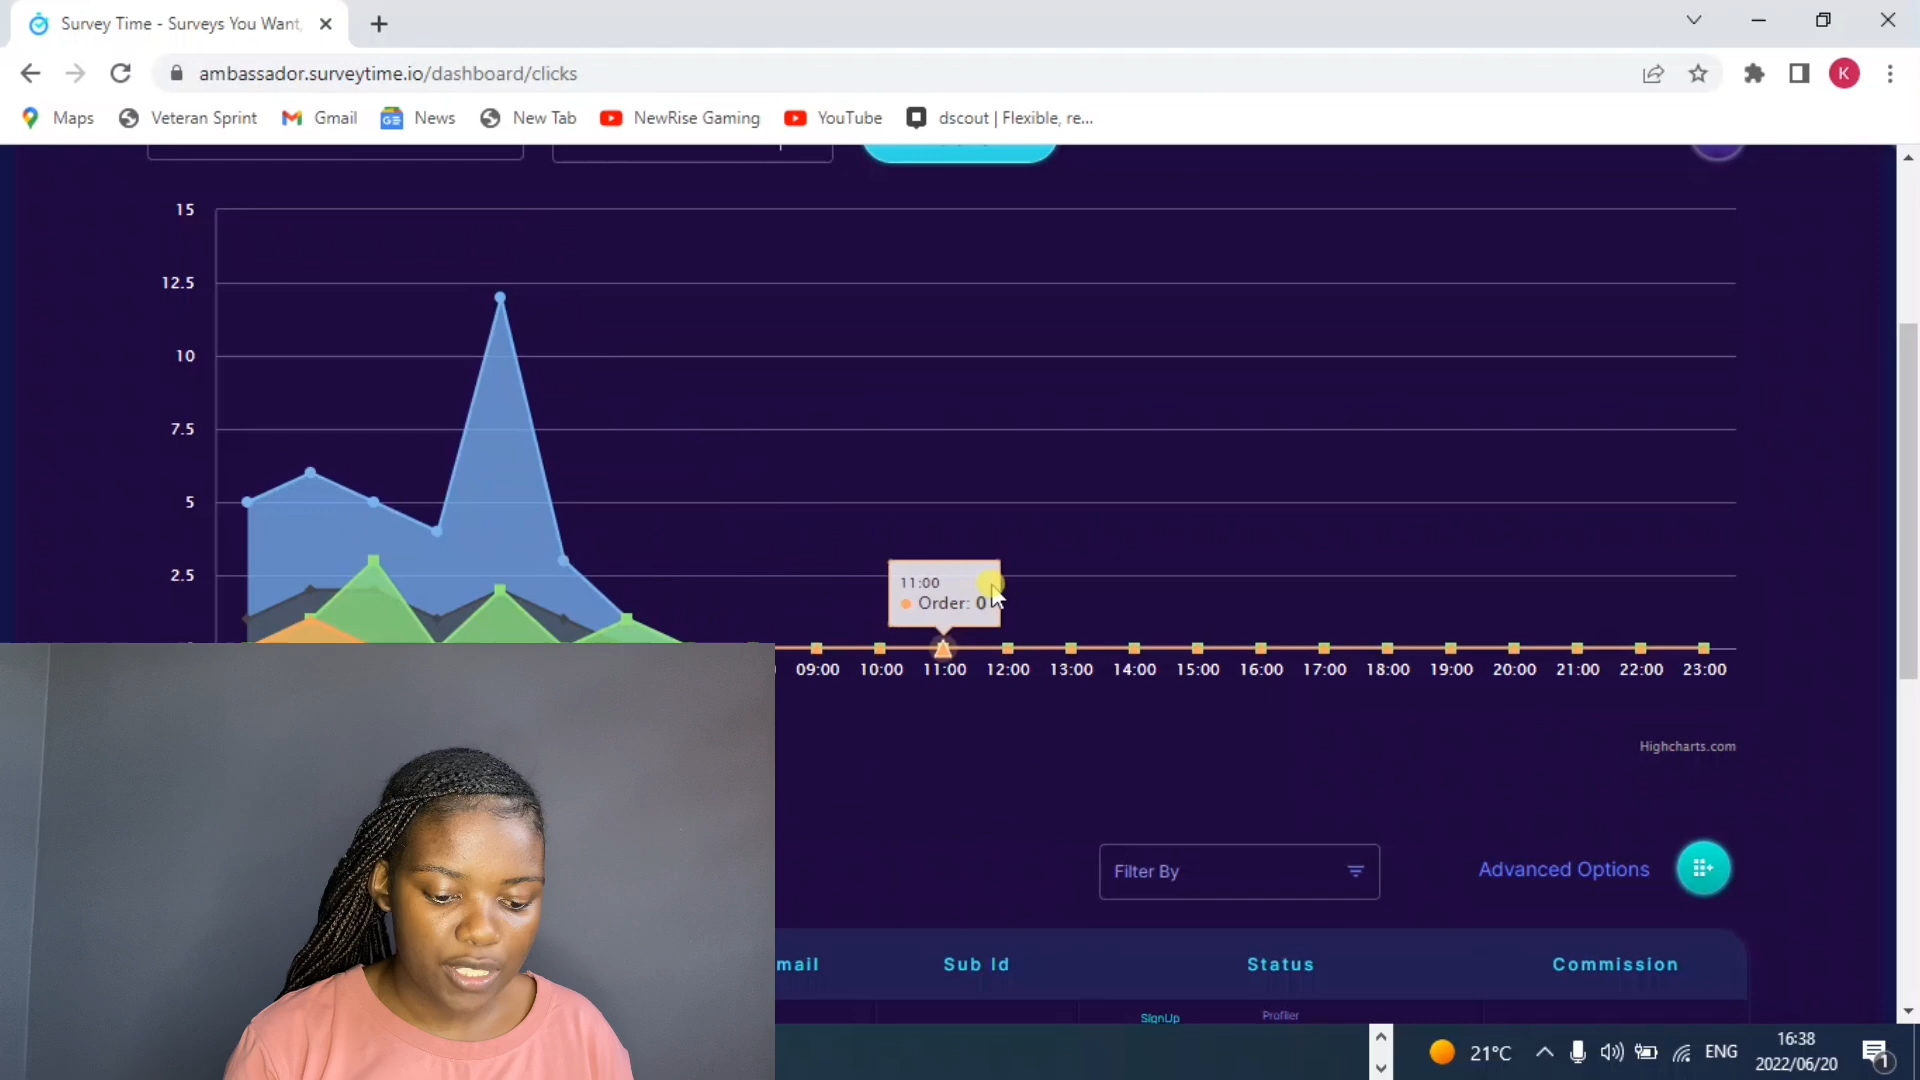 Survey Time - Surveys You Want,
ambassador.surveytime.io/dashboard/clicks
K
Maps
Veteran Sprint
Gmail
News
New Tab
NewRise Gaming
YouTube
dscout | Flexible, re...
15
12.5
10
7.5
5
2.5
11:00
Order: 0
09:00 10:00 11:00 12:00 13:00 14:00 15:00 16:00 17:00 18:00 19:00 20:00 21:00 22:00 23:00
Highcharts.com
Filter By
Advanced Options
mail
Sub Id
Status
Commission
SignUp
Profiler
21°C
ENG
16:38
2022/06/20
1